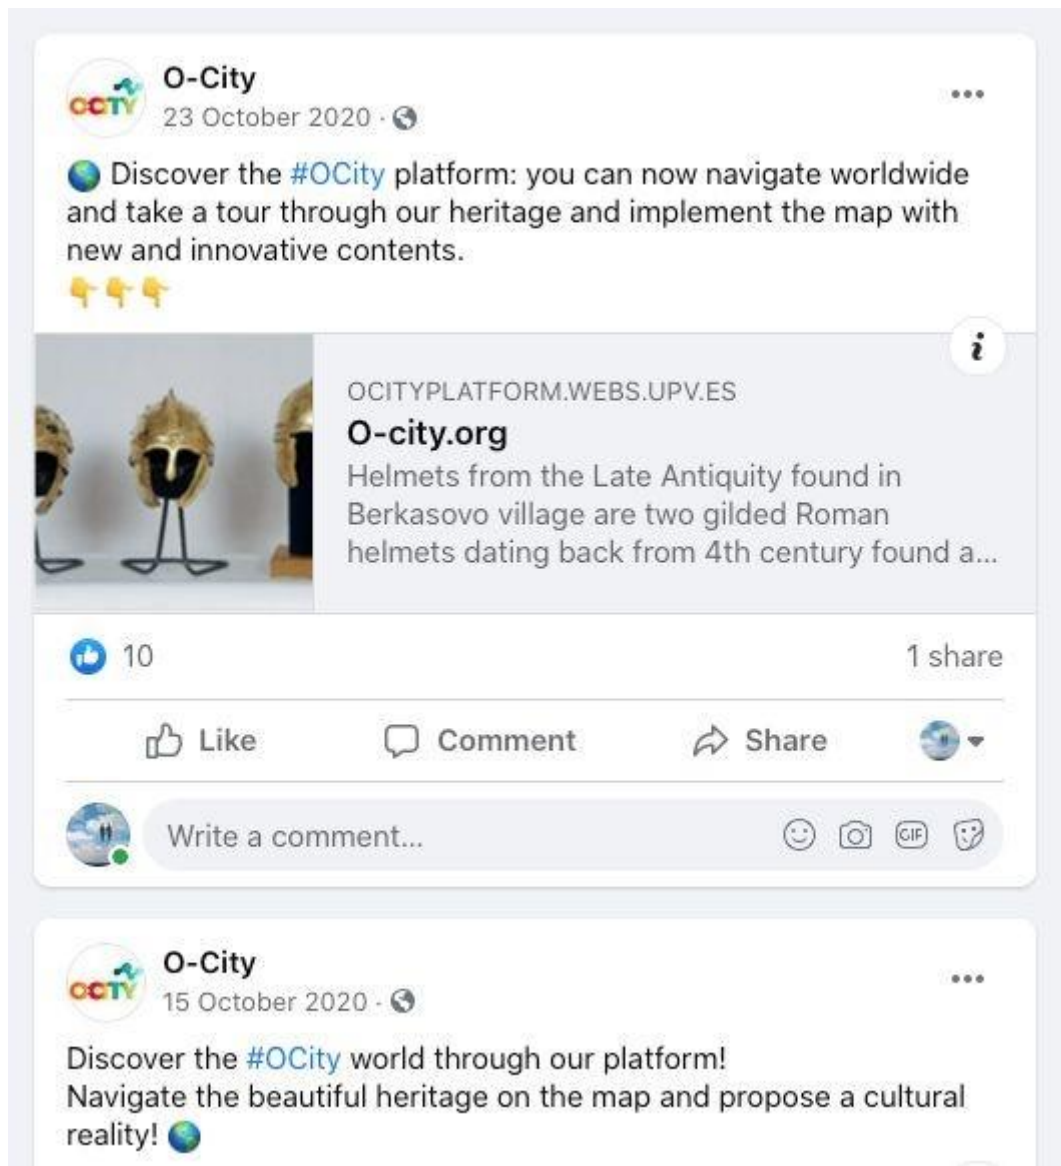 OCITY
O-City
23 October 2020
Discover the #OCity platform: you can now navigate worldwide
and take a tour through our heritage and implement the map with
new and innovative contents.
OCITYPLATFORM.WEBS.UPV.ES
O-city.org
Helmets from the Late Antiquity found in
Berkasovo village are two gilded Roman
helmets dating back from 4th century found a...
10
1 share
Like
Comment
Share
Write a comment...
GIF
OCITY
O-City
15 October 2020
Discover the #OCity world through our platform!
Navigate the beautiful heritage on the map and propose a cultural
reality!